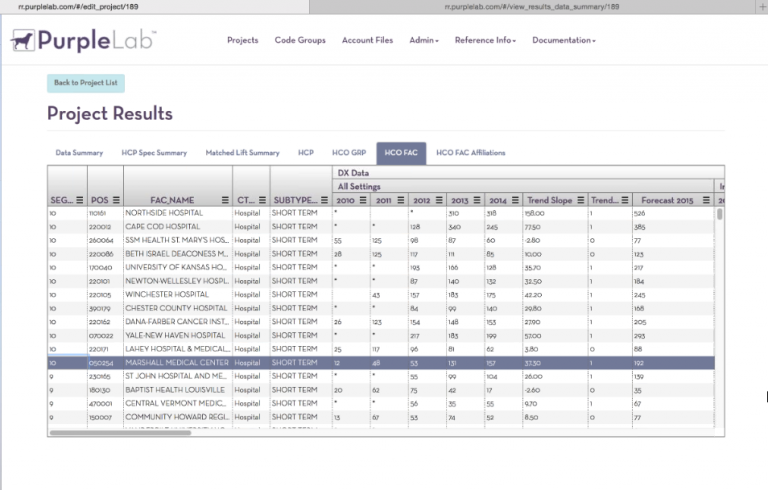 rr.purplelab.com/#/edit_project/189
rr.purplelab.com/#/view_results_data_summary/189
PurpleLab™ Projects Code Groups Account Files Admin Reference Info Documentation
Back to Project List
Project Results
Data Summary HCP Spec Summary Matched Lift Summary HCP HCO GRP HCO FAC HCO FAC Affiliations
DX Data
All Settings
SEG... POS FAC_NAME CT... SUBTYPE... 2010 2011 2012 2013 2014 Trend Slope Trend... Forecast 2015
10 110161 NORTHSIDE HOSPITAL Hospital SHORT TERM * * 310 318 158.00 1 526
10 220012 CAPE COD HOSPITAL Hospital SHORT TERM * * 128 340 245 77.50 1 385
10 260064 SSM HEALTH ST. MARY'S HOS... Hospital SHORT TERM 55 125 98 87 60 -2.80 0 77
10 220086 BETH ISRAEL DEACONESS M... Hospital SHORT TERM 28 125 117 111 85 10.00 0 123
10 170040 UNIVERSITY OF KANSAS HO... Hospital SHORT TERM * * 193 166 128 35.70 1 217
10 220101 NEWTON-WELLESLEY HOSPI... Hospital SHORT TERM * * 87 140 132 32.50 1 184
10 220105 WINCHESTER HOSPITAL Hospital SHORT TERM 43 157 183 175 42.20 1 245
10 390179 CHESTER COUNTY HOSPITAL Hospital SHORT TERM * * 84 99 140 29.80 1 168
10 220162 DANA-FARBER CANCER INST... Hospital SHORT TERM 26 123 154 148 153 27.90 1 205
10 070022 YALE-NEW HAVEN HOSPITAL Hospital SHORT TERM * * 217 183 199 57.00 1 293
10 220171 LAHEY HOSPITAL & MEDICAL... Hospital SHORT TERM 25 117 96 81 62 3.80 0 88
10 050254 MARSHALL MEDICAL CENTER Hospital SHORT TERM 12 48 53 131 157 37.30 1 192
9 230165 ST JOHN HOSPITAL AND ME... Hospital SHORT TERM * * 55 99 104 26.00 1 139
9 180130 BAPTIST HEALTH LOUISVILLE Hospital SHORT TERM 20 62 75 42 17 -2.60 0 35
9 470001 CENTRAL VERMONT MEDIC... Hospital SHORT TERM * * 56 35 55 9.70 1 67
9 150007 COMMUNITY HOWARD REGI... Hospital SHORT TERM 13 67 53 74 52 8.50 0 77